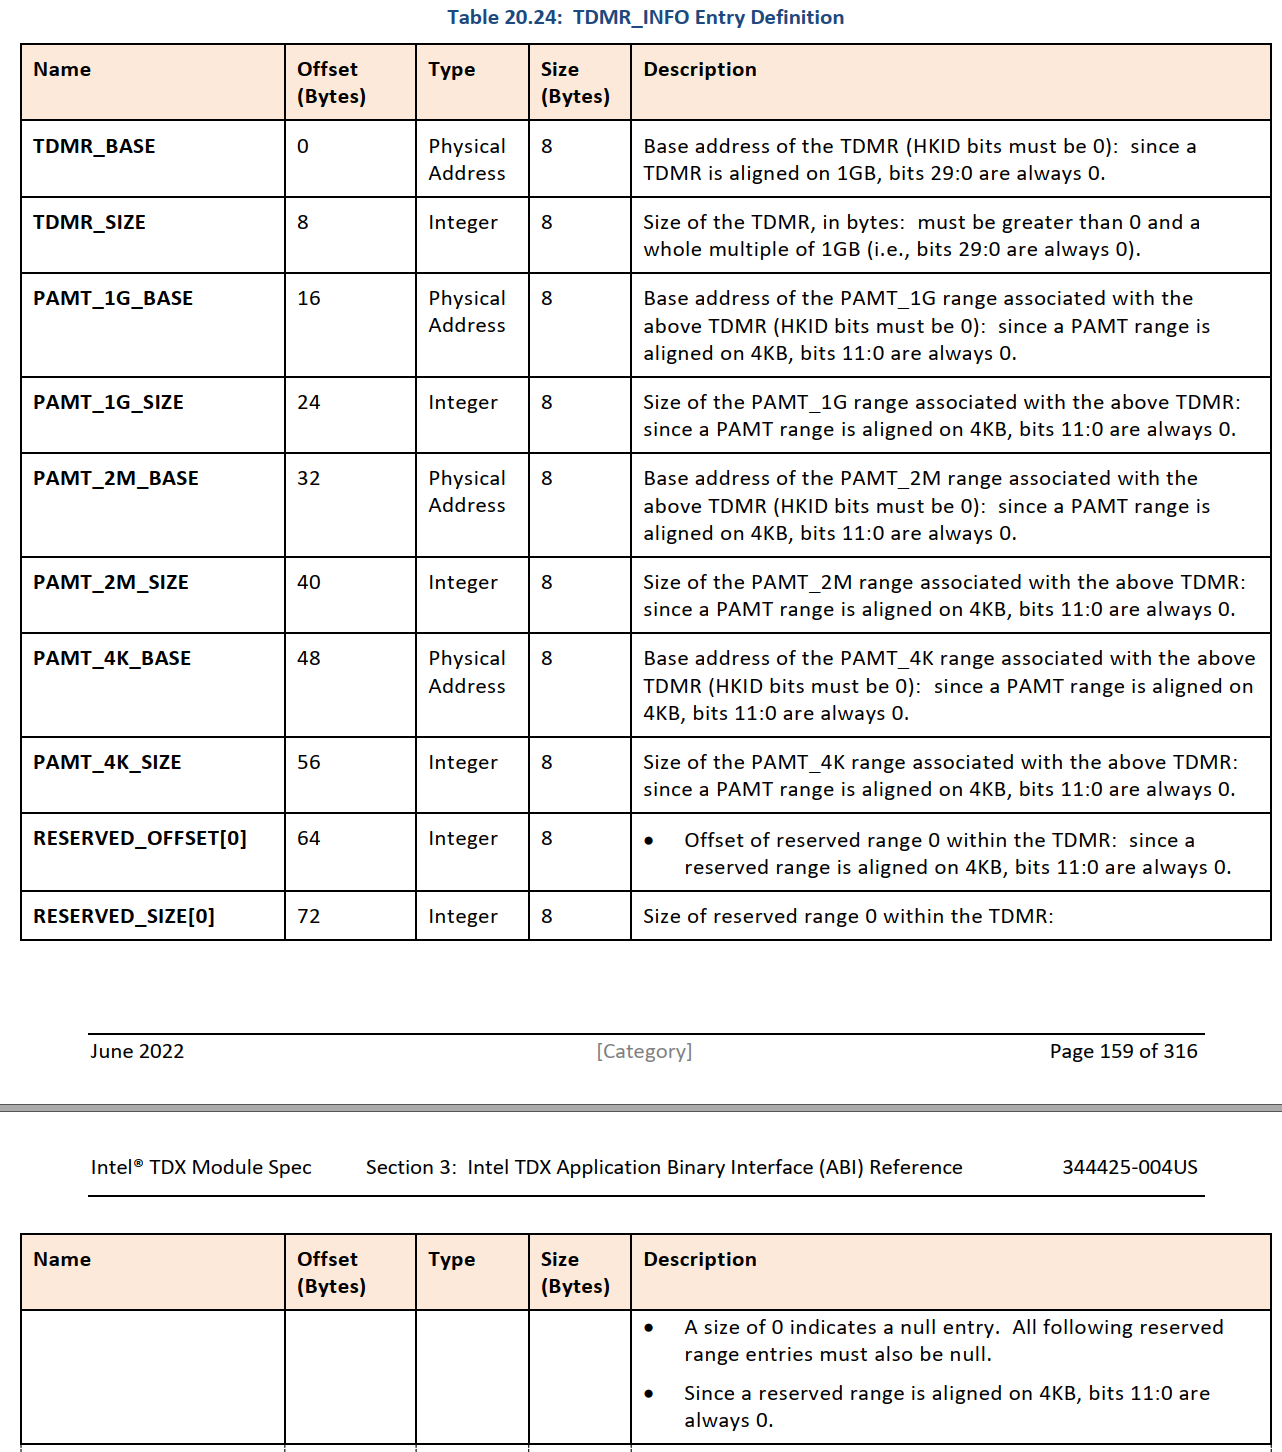 Table 20.24:  TDMR_INFO Entry Definition
Name
Offset
(Bytes)
Type
Size
(Bytes)
Description
TDMR_BASE
0
Physical
Address
8
Base address of the TDMR (HKID bits must be 0):  since a
TDMR is aligned on 1GB, bits 29:0 are always 0.
TDMR_SIZE
8
Integer
8
Size of the TDMR, in bytes:  must be greater than 0 and a
whole multiple of 1GB (i.e., bits 29:0 are always 0).
PAMT_1G_BASE
16
Physical
Address
8
Base address of the PAMT_1G range associated with the
above TDMR (HKID bits must be 0):  since a PAMT range is
aligned on 4KB, bits 11:0 are always 0.
PAMT_1G_SIZE
24
Integer
8
Size of the PAMT_1G range associated with the above TDMR:
since a PAMT range is aligned on 4KB, bits 11:0 are always 0.
PAMT_2M_BASE
32
Physical
Address
8
Base address of the PAMT_2M range associated with the
above TDMR (HKID bits must be 0):  since a PAMT range is
aligned on 4KB, bits 11:0 are always 0.
PAMT_2M_SIZE
40
Integer
8
Size of the PAMT_2M range associated with the above TDMR:
since a PAMT range is aligned on 4KB, bits 11:0 are always 0.
PAMT_4K_BASE
48
Physical
Address
8
Base address of the PAMT_4K range associated with the above
TDMR (HKID bits must be 0):  since a PAMT range is aligned on
4KB, bits 11:0 are always 0.
PAMT_4K_SIZE
56
Integer
8
Size of the PAMT_4K range associated with the above TDMR:
since a PAMT range is aligned on 4KB, bits 11:0 are always 0.
RESERVED_OFFSET[0]
64
Integer
8
• Offset of reserved range 0 within the TDMR:  since a
reserved range is aligned on 4KB, bits 11:0 are always 0.
RESERVED_SIZE[0]
72
Integer
8
Size of reserved range 0 within the TDMR:
June 2022
[Category]
Page 159 of 316
Intel® TDX Module Spec
Section 3:  Intel TDX Application Binary Interface (ABI) Reference
344425-004US
Name
Offset
(Bytes)
Type
Size
(Bytes)
Description
• A size of 0 indicates a null entry.  All following reserved
range entries must also be null.
• Since a reserved range is aligned on 4KB, bits 11:0 are
always 0.